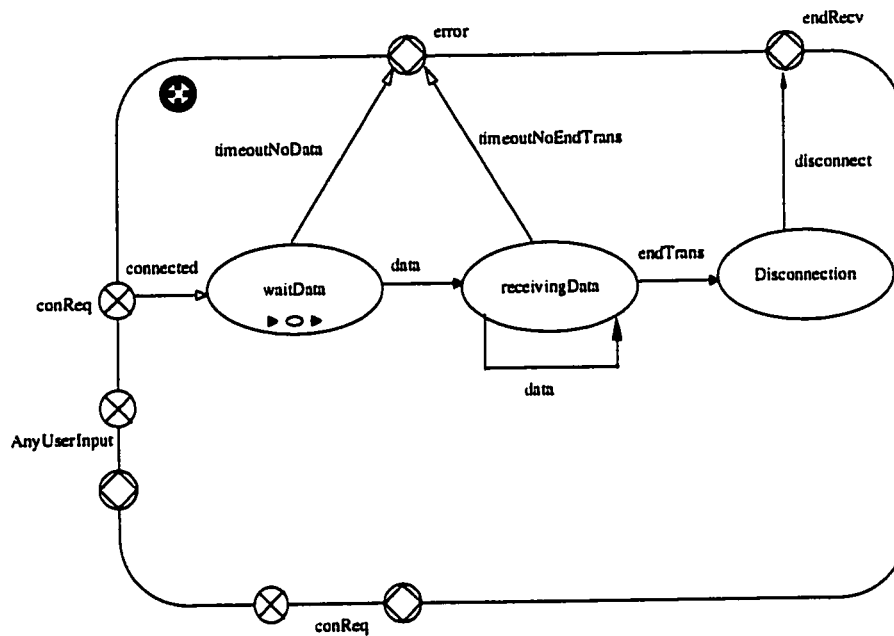 error
endRecv
timeoutNoData
timeoutNoEndTrans
disconnect
connected
data
endTrans
waitData
receivingData
Disconnection
conReq
data
AnyUserInput
conReq